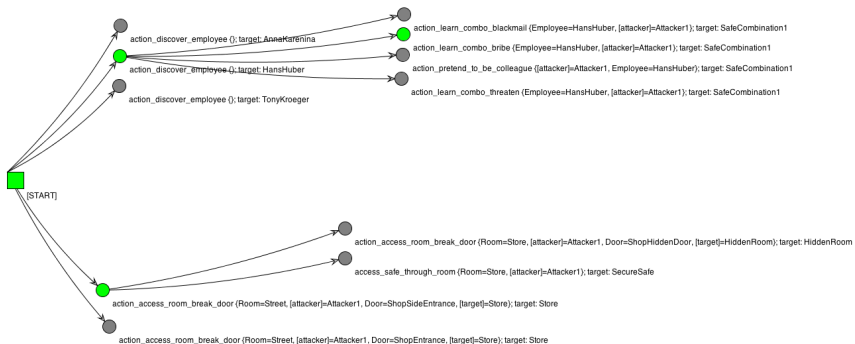 action_learn_combo_blackmail {Employee=HansHuber, [attacker]=Attacker1}; target: SafeCombination1
action_discover_employee {}; target: AnnaKarenina
action_learn_combo_bribe {Employee=HansHuber, [attacker]=Attacker1}; target: SafeCombination1
action_discover_employee {}; target: HansHuber
action_pretend_to_be_colleague {[attacker]=Attacker1, Employee=HansHuber}; target: SafeCombination1
action_learn_combo_threaten {Employee=HansHuber, [attacker]=Attacker1}; target: SafeCombination1
action_discover_employee {}; target: TonyKroeger
[START]
action_access_room_break_door {Room=Store, [attacker]=Attacker1, Door=ShopHiddenDoor, [target]=HiddenRoom}; target: HiddenRoom
access_safe_through_room {Room=Store, [attacker]=Attacker1}; target: SecureSafe
action_access_room_break_door {Room=Street, [attacker]=Attacker1, Door=ShopSideEntrance, [target]=Store}; target: Store
action_access_room_break_door {Room=Street, [attacker]=Attacker1, Door=ShopEntrance, [target]=Store}; target: Store